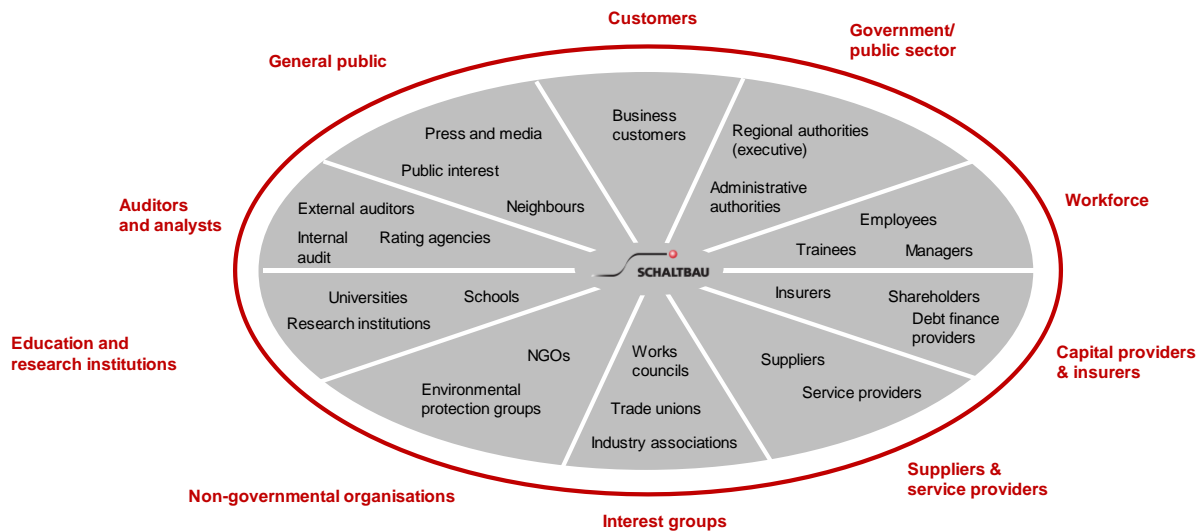 Customers
Government/
public sector
General public
Business
customers
Press and media
Regional authorities
(executive)
Public interest
Administrative
authorities
Neighbours
Auditors
and analysts
External auditors
Internal
audit
Rating agencies
Workforce
Employees
Trainees
Managers
SCHALTBAU
Universities
Schools
Research institutions
Insurers
Shareholders
Debt finance
providers
Education and
research institutions
Capital providers
& insurers
NGOs
Environmental
protection groups
Works
councils
Trade unions
Industry associations
Suppliers
Service providers
Suppliers &
service providers
Non-governmental organisations
Interest groups